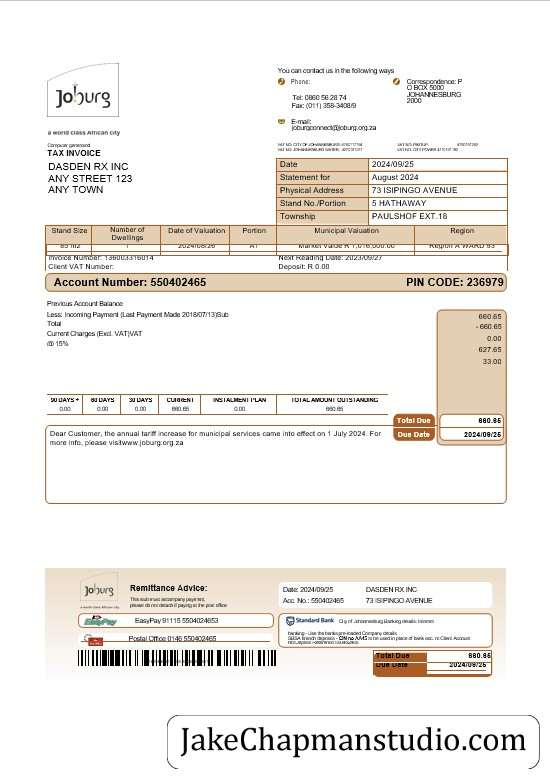 You can contact us in the following ways
Phone:
Tel: 0860 56 28 74
Fax: (011) 358-3408/9
Correspondence: P
O BOX 5000
JOHANNESBURG
2000
E-mail:
joburgconnect@joburg.org.za
Joburg
a world class African city
Computer generated
TAX INVOICE
DASDEN RX INC
ANY STREET 123
ANY TOWN
Date 2024/09/25
Statement for August 2024
Physical Address 73 ISIPINGO AVENUE
Stand No./Portion 5 HATHAWAY
Township PAULSHOF EXT.18
Stand Size Number of Dwellings Date of Valuation Portion Municipal Valuation Region
85 m2 1 2024/08/26 A1 Market Value R 1,016,000.00 Region A WARD 93
Invoice Number: 136003316014 Next Reading Date: 2023/09/27
Client VAT Number: Deposit: R 0.00
Account Number: 550402465 PIN CODE: 236979
Previous Account Balance 660.65
Less: Incoming Payment (Last Payment Made 2018/07/13)Sub - 660.65
Total 0.00
Current Charges (Excl. VAT)VAT 627.65
@ 15% 33.00
90 DAYS + 60 DAYS 30 DAYS CURRENT INSTALMENT PLAN TOTAL AMOUNT OUTSTANDING
0.00 0.00 0.00 660.65 0.00 660.65
Total Due 660.65
Due Date 2024/09/25
Dear Customer, the annual tariff increase for municipal services came into effect on 1 July 2024. For
more info, please visitwww.joburg.org.za
Joburg
a world class African city
Remittance Advice:
This stub must accompany payment,
please do not detach if paying at the post office
Date: 2024/09/25 DASDEN RX INC
Acc. No.: 550402465 73 ISIPINGO AVENUE
EasyPay EasyPay 91115 5504024653
Postal Office 0146 550402465
Standard Bank City of Johannesburg Banking details:
Total Due 660.65
Due Date 2024/09/25
JakeChapmanstudio.com